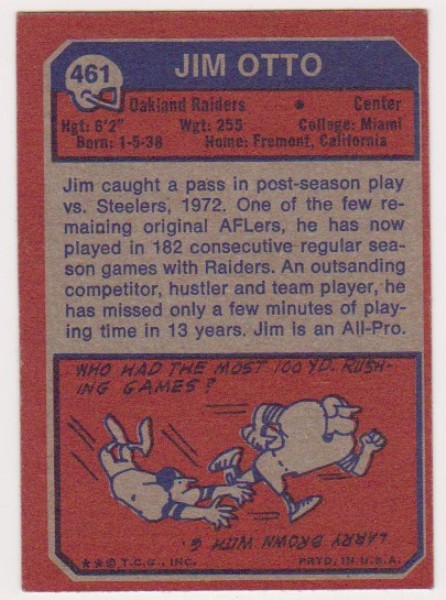 461
JIM OTTO
Oakland Raiders • Center
Hgt: 6'2" Wgt: 255 College: Miami
Born: 1-5-38 Home: Fremont, California
Jim caught a pass in post-season play
vs. Steelers, 1972. One of the few re-
maining original AFLers, he has now
played in 182 consecutive regular sea-
son games with Raiders. An outsanding
competitor, hustler and team player, he
has missed only a few minutes of play-
ing time in 13 years. Jim is an All-Pro.
WHO HAD THE MOST 100 YD. RUSH-
ING GAMES?
LARRY BROWN WITH 6.
★★© T.C.G., INC. PRTD. IN U.S.A.